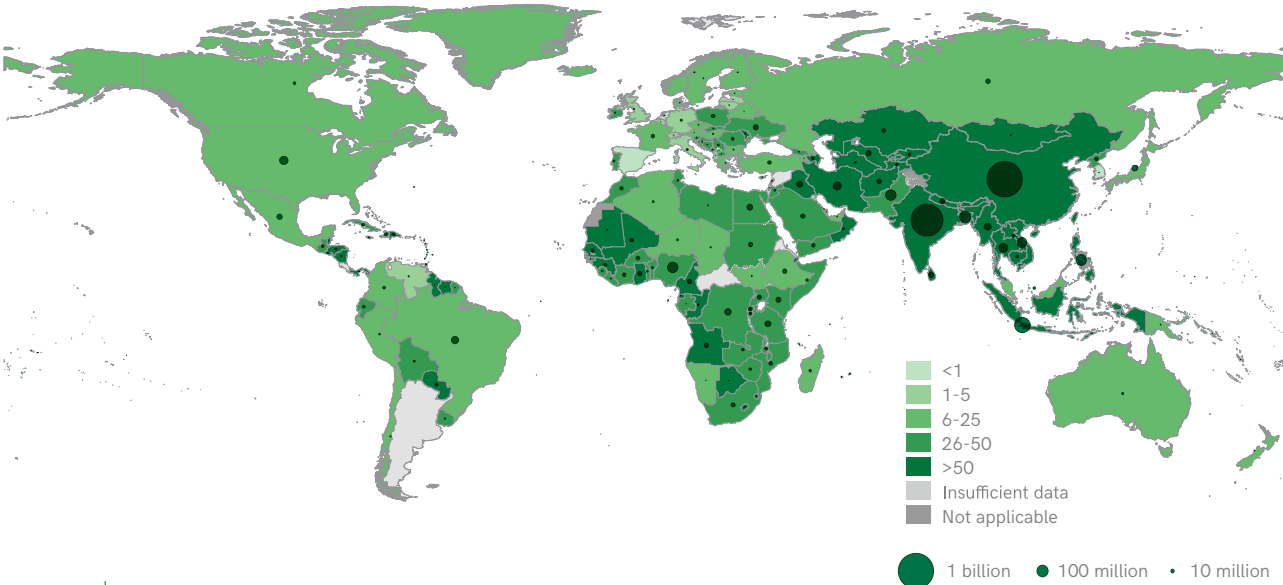 <1
1-5
6-25
26-50
>50
Insufficient data
Not applicable
1 billion 100 million 10 million